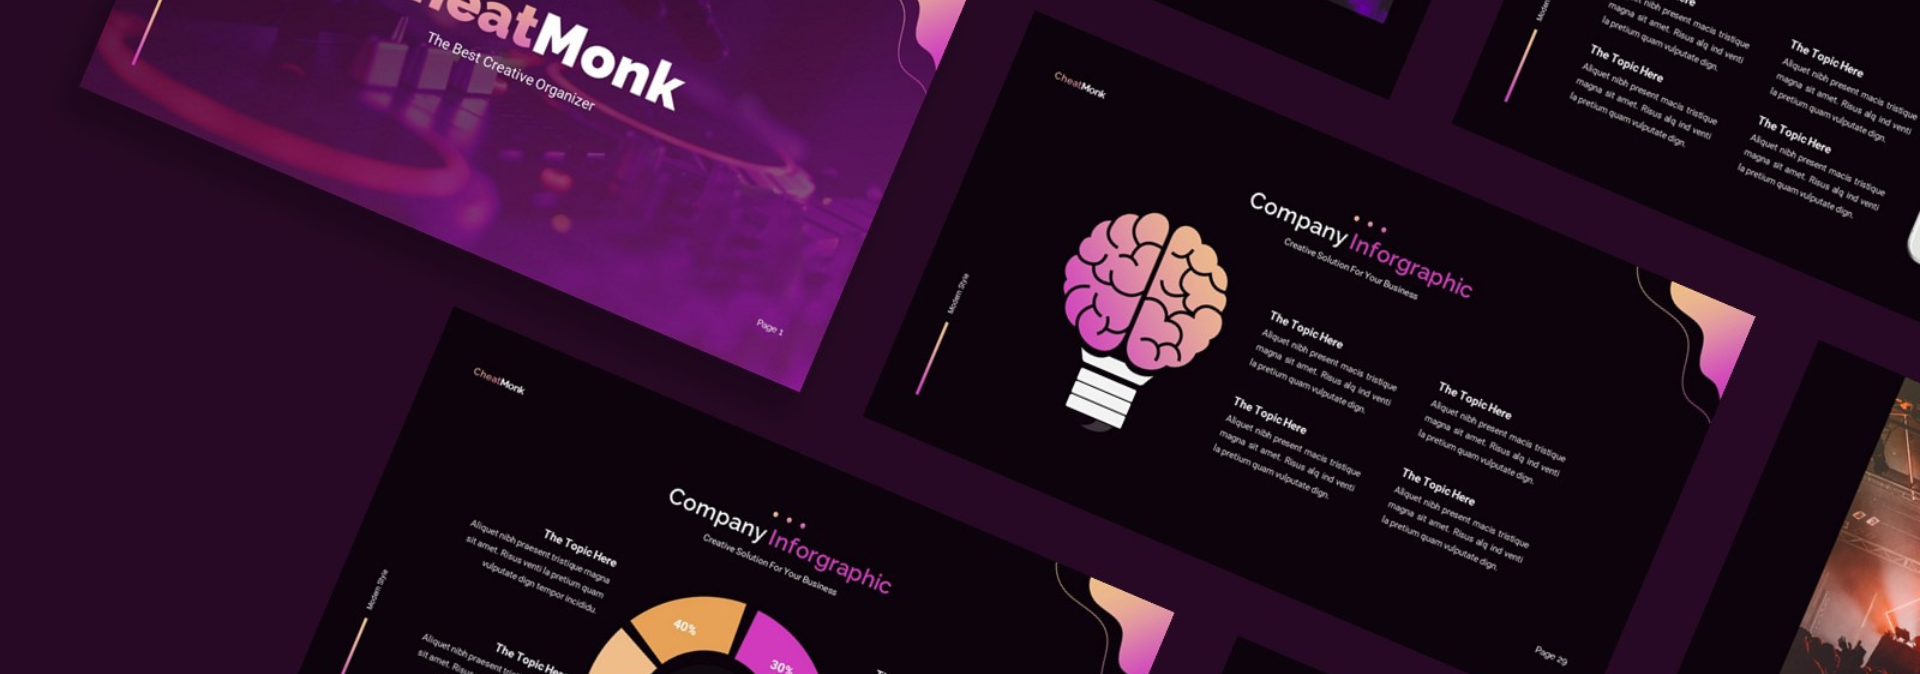 heatMonk
The Best Creative Organizer
Page 1
CheatMonk
Company Inforgraphic
Creative Solution For Your Business
Modern Style
The Topic Here
Aliquet nibh present macis tristique
magna sit amet. Risus alq ind venti
la pretium quam vulputate dign.
The Topic Here
Aliquet nibh present macis tristique
magna sit amet. Risus alq ind venti
la pretium quam vulputate dign.
The Topic Here
Aliquet nibh present macis tristique
magna sit amet. Risus alq ind venti
la pretium quam vulputate dign.
The Topic Here
Aliquet nibh present macis tristique
magna sit amet. Risus alq ind venti
la pretium quam vulputate dign.
Page 29
magna sit amet. Risus alq ind venti
la pretium quam vulputate dign.
The Topic Here
Aliquet nibh present macis tristique
magna sit amet. Risus alq ind venti
la pretium quam vulputate dign.
The Topic Here
Aliquet nibh present macis tristique
magna sit amet. Risus alq ind venti
la pretium quam vulputate dign.
The Topic Here
Aliquet nibh present macis tristique
magna sit amet. Risus alq ind venti
la pretium quam vulputate dign.
CheatMonk
Company Inforgraphic
Creative Solution For Your Business
Modern Style
The Topic Here
Aliquet nibh praesent tristique magna
sit amet. Risus venti la pretium quam
vulputate dign tempor incididu.
The Topic Here
Aliquet nibh praesent tristique
sit amet. Risus venti la
40%
30%